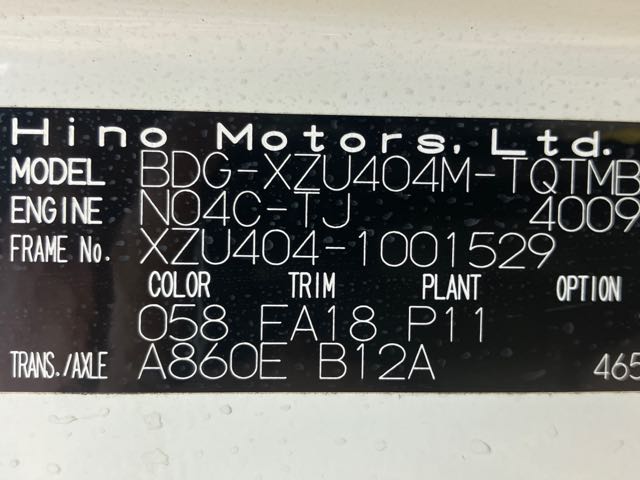 Hino Motors, Ltd.
MODEL BDG-XZU404M-TQTMB
ENGINE N04C-TJ 4009
FRAME No. XZU404-1001529
COLOR TRIM PLANT OPTION
058 FA18 P11
TRANS./AXLE A860E B12A 465